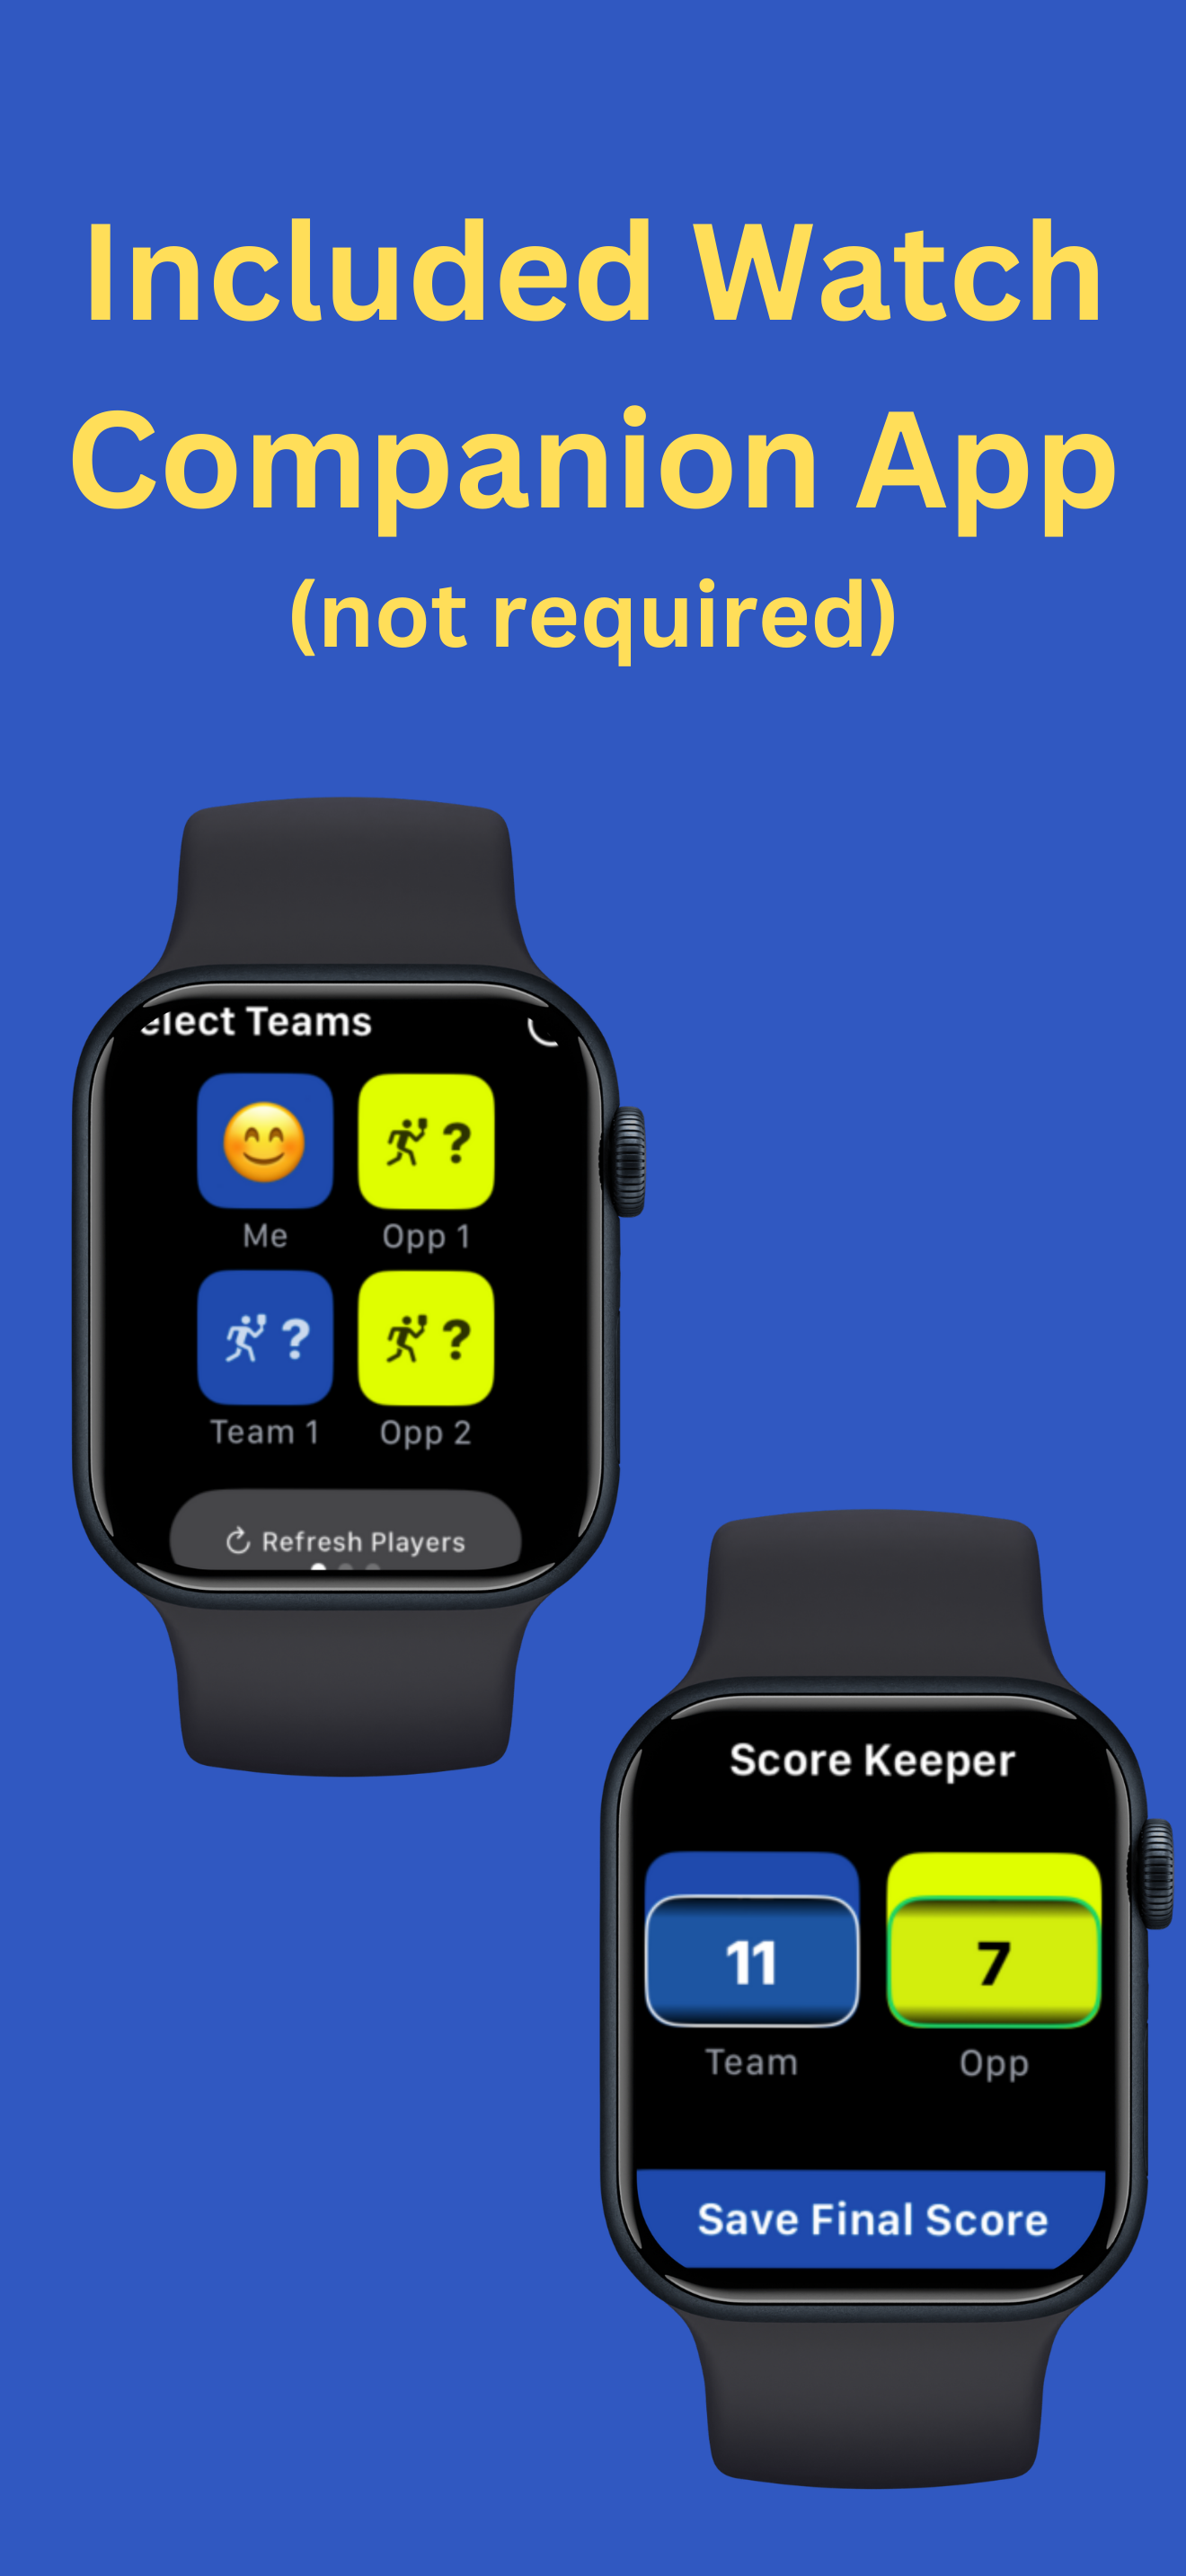 Included Watch
Companion App
(not required)
elect Teams
?
Me
Opp 1
?
?
Team 1
Opp 2
Refresh Players
Score Keeper
11
7
Team
Opp
Save Final Score